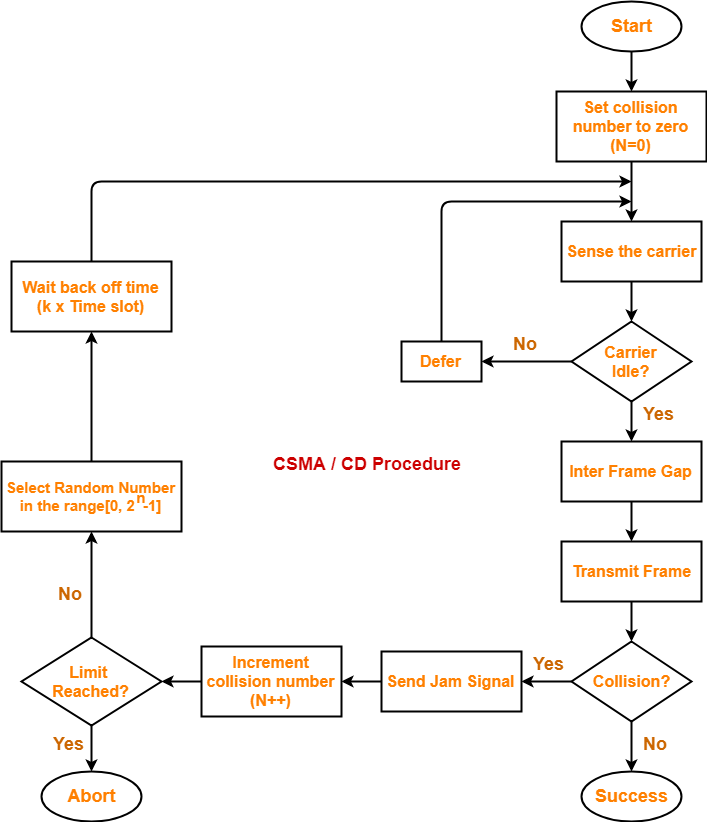 Start
Set collision
number to zero
(N=0)
Sense the carrier
Wait back off time
(k x Time slot)
No
Carrier
Idle?
Defer
Yes
CSMA / CD Procedure
Inter Frame Gap
Select Random Number
in the range[0, 2^n-1]
Transmit Frame
No
Limit
Reached?
Increment
collision number
(N++)
Send Jam Signal
Yes
Collision?
Yes
No
Abort
Success